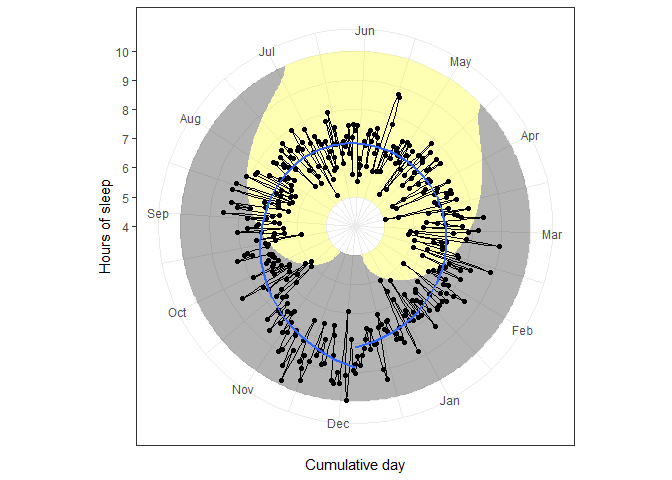 Jun
Jul
May
10
9
8
Aug
Apr
7
6
5
Sep
4
Mar
Hours of sleep
Oct
Feb
Nov
Jan
Dec
Cumulative day